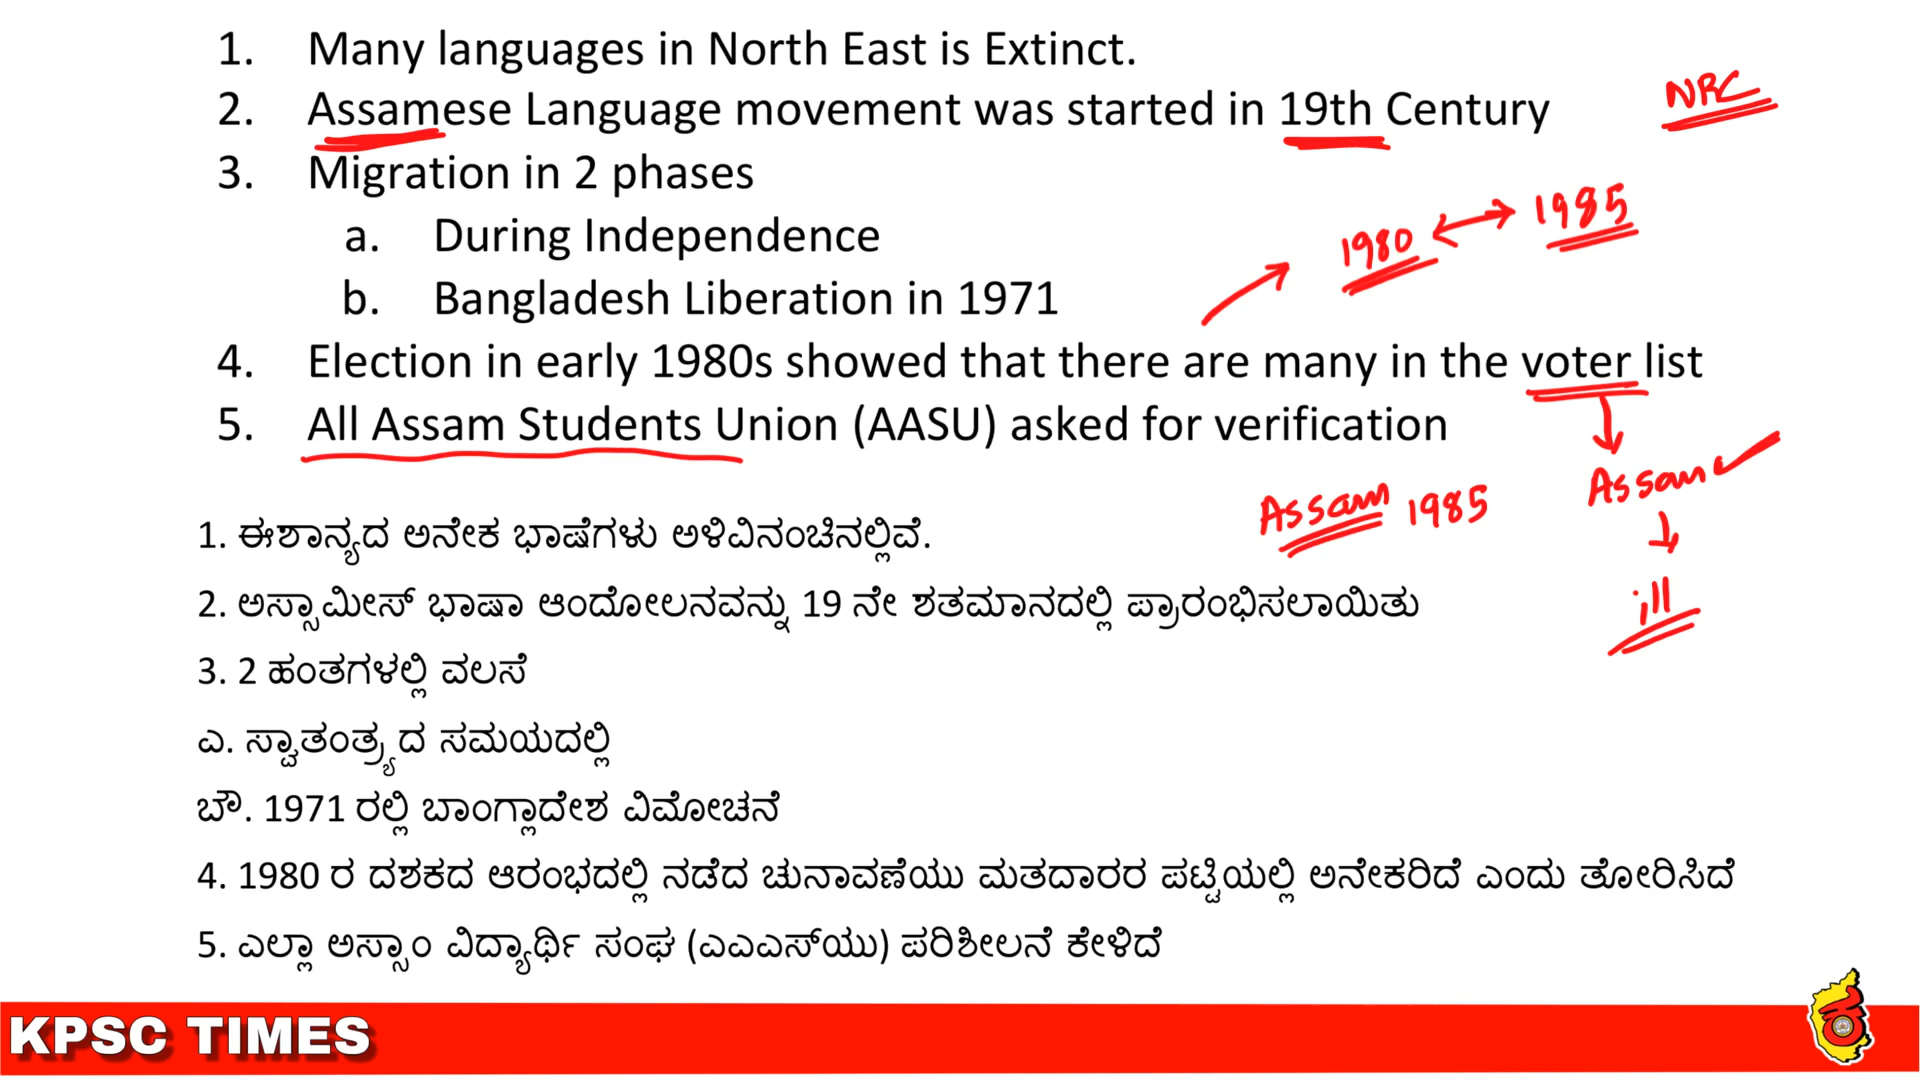 1. Many languages in North East is Extinct.
2. Assamese Language movement was started in 19th Century
NRC
3. Migration in 2 phases
a. During Independence
1980 ↔ 1985
b. Bangladesh Liberation in 1971
4. Election in early 1980s showed that there are many in the voter list
5. All Assam Students Union (AASU) asked for verification
Assam 1985
ill
1. ಈಶಾನ್ಯದ ಅನೇಕ ಭಾಷೆಗಳು ಅಳಿವಿನಂಚಿನಲ್ಲಿವೆ.
2. ಅಸ್ಸಾಮೀಸ್ ಭಾಷಾ ಆಂದೋಲನವನ್ನು 19 ನೇ ಶತಮಾನದಲ್ಲಿ ಪ್ರಾರಂಭಿಸಲಾಯಿತು
3. 2 ಹಂತಗಳಲ್ಲಿ ವಲಸೆ
ಎ. ಸ್ವಾತಂತ್ರ್ಯದ ಸಮಯದಲ್ಲಿ
ಬೌ. 1971 ರಲ್ಲಿ ಬಾಂಗ್ಲಾದೇಶ ವಿಮೋಚನೆ
4. 1980 ರ ದಶಕದ ಆರಂಭದಲ್ಲಿ ನಡೆದ ಚುನಾವಣೆಯು ಮತದಾರರ ಪಟ್ಟಿಯಲ್ಲಿ ಅನೇಕರಿದೆ ಎಂದು ತೋರಿಸಿದೆ
5. ಎಲ್ಲಾ ಅಸ್ಸಾಂ ವಿದ್ಯಾರ್ಥಿ ಸಂಘ (ಎಎಎಸ್‌ಯು) ಪರಿಶೀಲನೆ ಕೇಳಿದೆ
KPSC TIMES